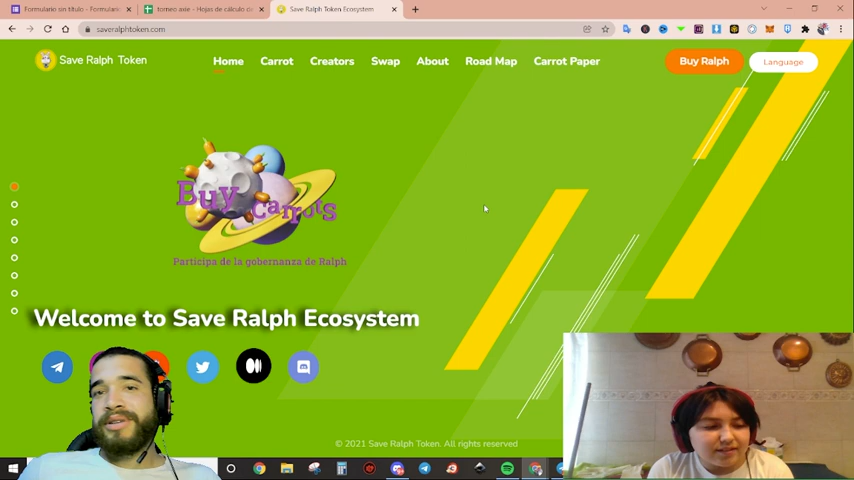 Formulario sin título - Formulario
torneo axie - Hojas de cálculo de
Save Ralph Token Ecosystem
saveralphtoken.com
Save Ralph Token
Home
Carrot
Creators
Swap
About
Road Map
Carrot Paper
Buy Ralph
Language
Buy
Carrots
Participa de la gobernanza de Ralph
Welcome to Save Ralph Ecosystem
© 2021 Save Ralph Token. All rights reserved